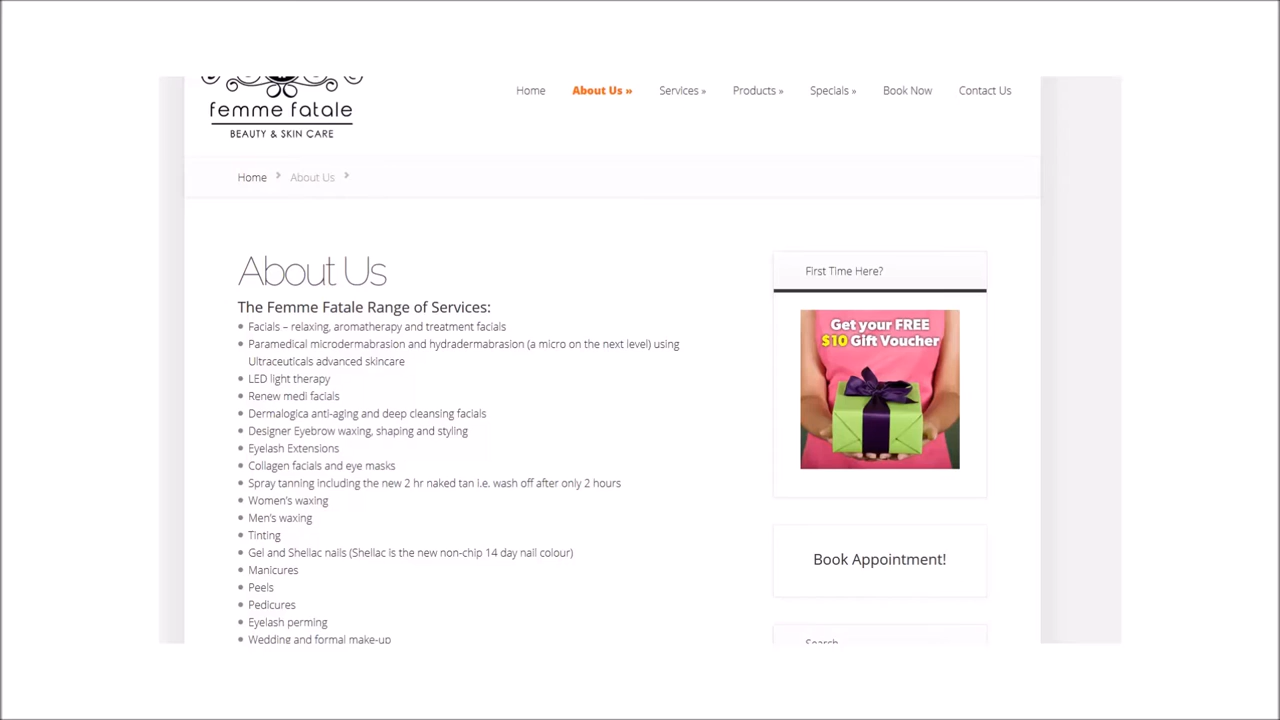 femme fatale
BEAUTY & SKIN CARE
Home
About Us »
Services »
Products »
Specials »
Book Now
Contact Us
Home
About Us
About Us
The Femme Fatale Range of Services:
Facials – relaxing, aromatherapy and treatment facials
Paramedical microdermabrasion and hydradermabrasion (a micro on the next level) using
Ultraceuticals advanced skincare
LED light therapy
Renew medi facials
Dermalogica anti-aging and deep cleansing facials
Designer Eyebrow waxing, shaping and styling
Eyelash Extensions
Collagen facials and eye masks
Spray tanning including the new 2 hr naked tan i.e. wash off after only 2 hours
Women's waxing
Men's waxing
Tinting
Gel and Shellac nails (Shellac is the new non-chip 14 day nail colour)
Manicures
Peels
Pedicures
Eyelash perming
Wedding and formal make-up
First Time Here?
Get your FREE
$10 Gift Voucher
Book Appointment!
Search